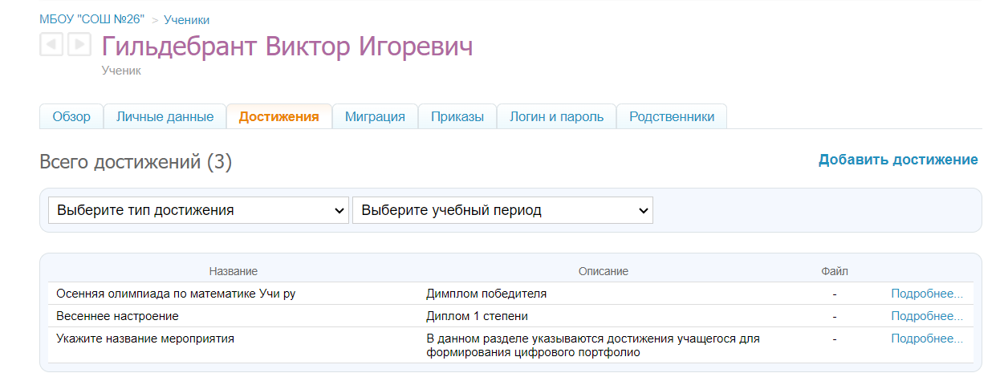 МБОУ "СОШ №26" > Ученики
Гильдебрант Виктор Игоревич
Ученик
Обзор Личные данные Достижения Миграция Приказы Логин и пароль Родственники
Всего достижений (3) Добавить достижение
Выберите тип достижения Выберите учебный период
Название Описание Файл
Осенняя олимпиада по математике Учи ру Димплом победителя - Подробнее...
Весеннее настроение Диплом 1 степени - Подробнее...
Укажите название мероприятия В данном разделе указываются достижения учащегося для - Подробнее...
формирования цифрового портфолио